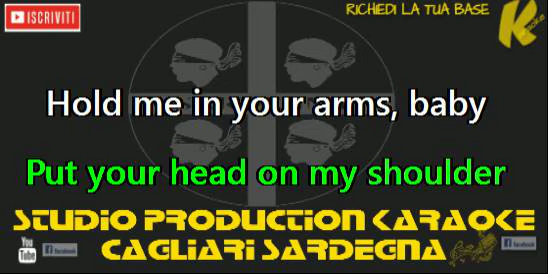 ISCRIVITI
RICHIEDI LA TUA BASE
Karaoke
Hold me in your arms, baby
Put your head on my shoulder
STUDIO PRODUCTION KARAOKE
CAGLIARI SARDEGNA
You Tube
facebook
facebook